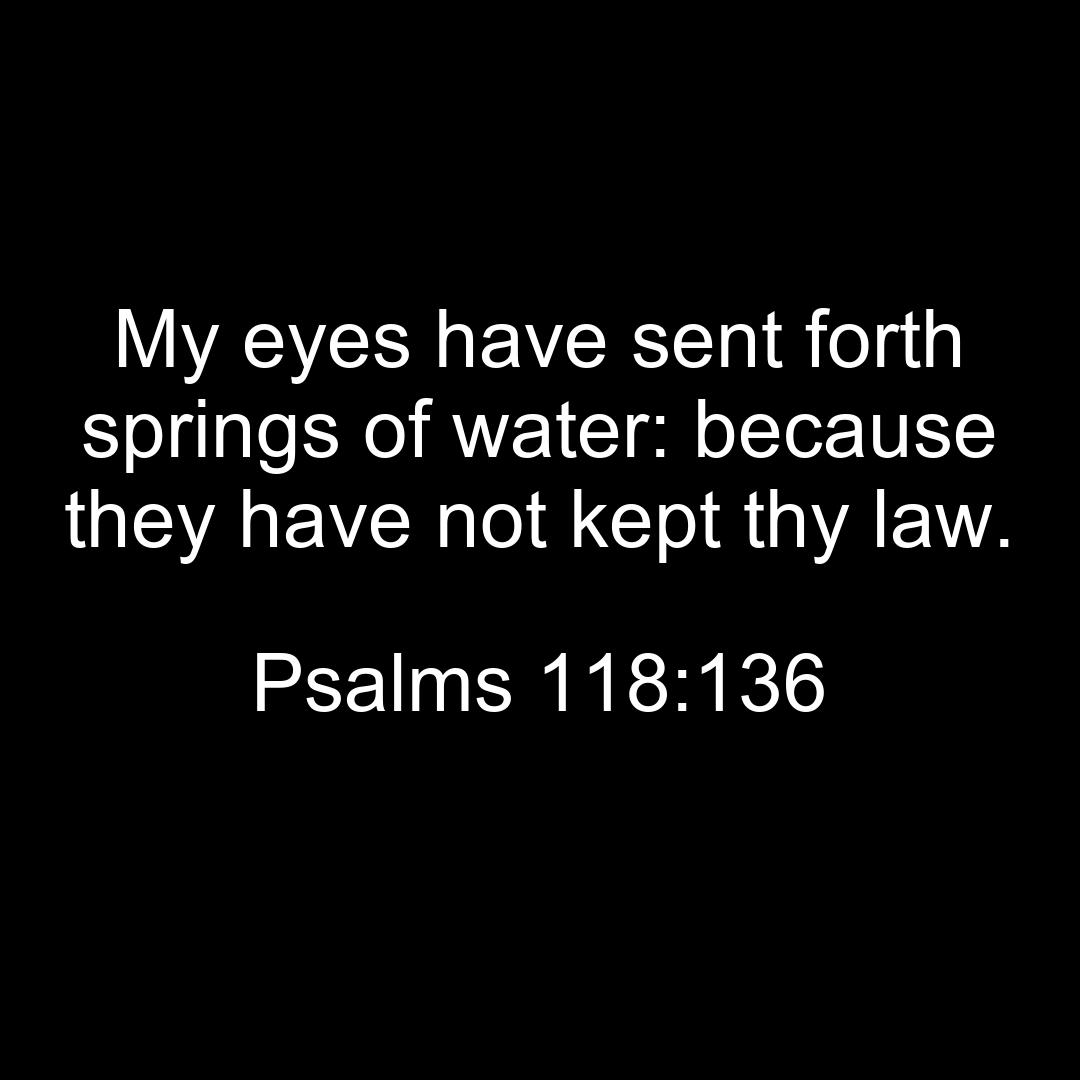 My eyes have sent forth
springs of water: because
they have not kept thy law.
Psalms 118:136